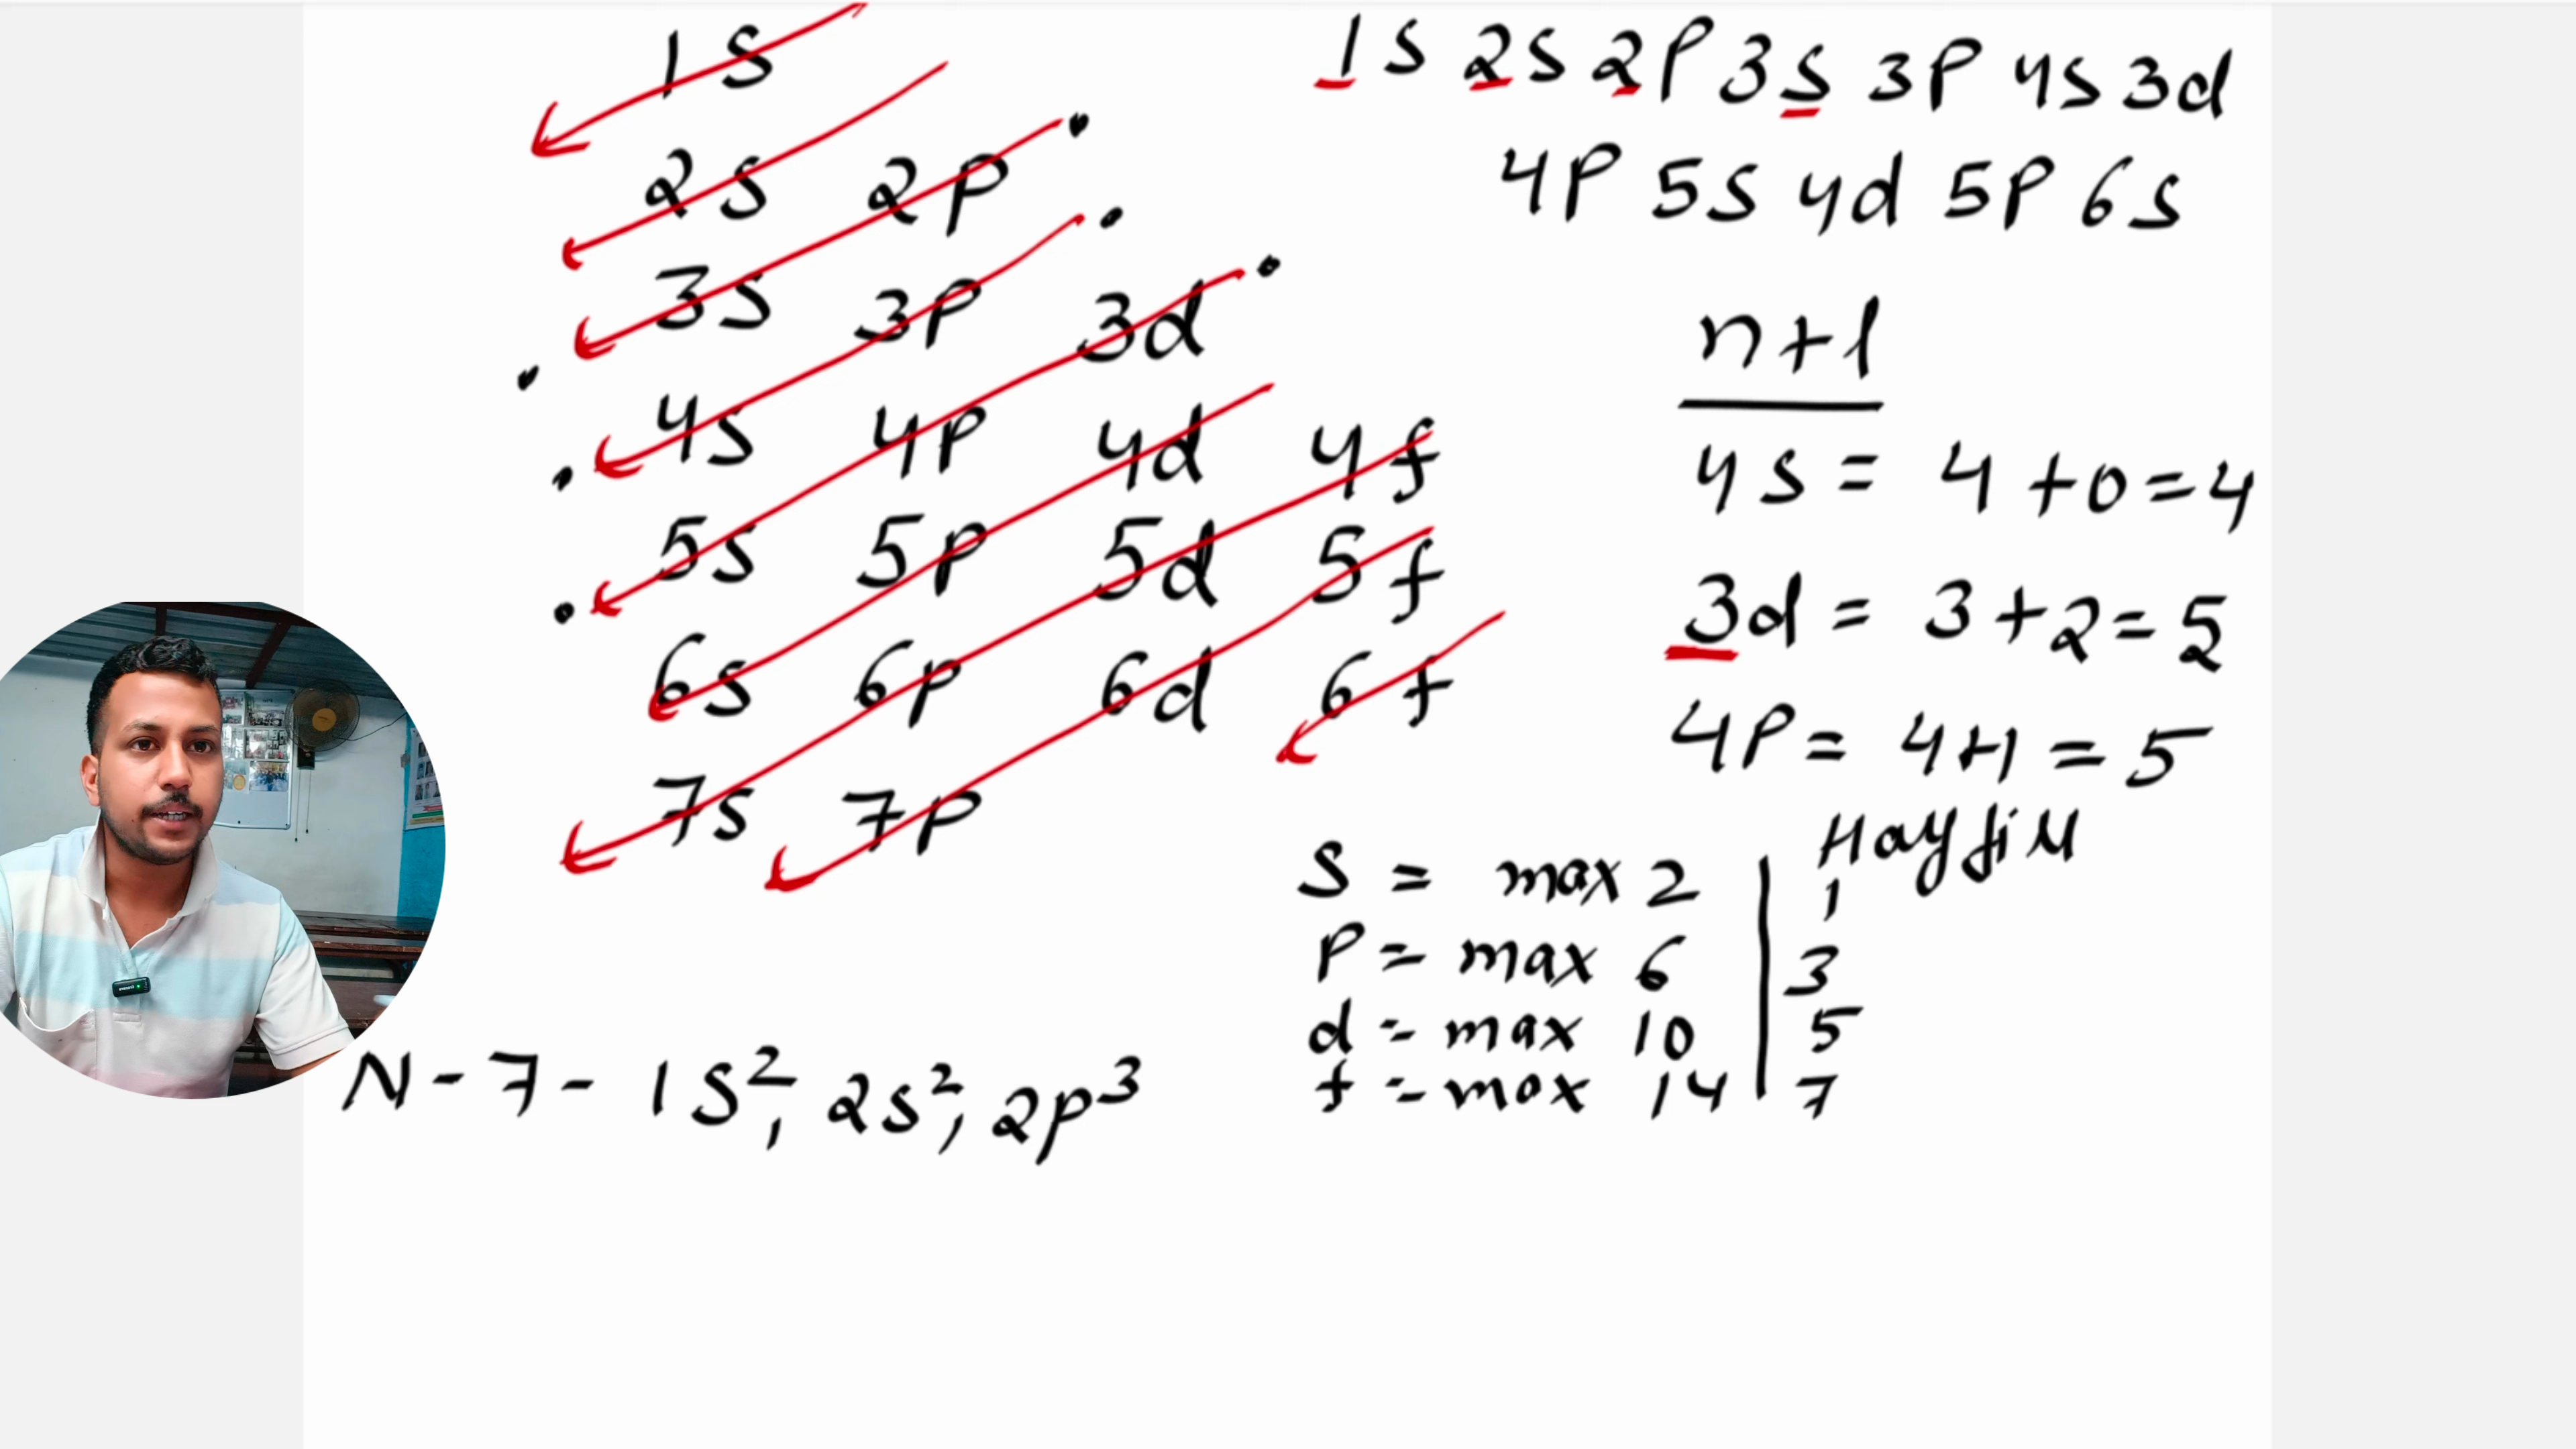 1s
2s 2p
3s 3p 3d
4s 4p 4d 4f
5s 5p 5d 5f
6s 6p 6d 6f
7s 7p
1s 2s 2p 3s 3p 4s 3d
4p 5s 4d 5p 6s
n+l
4s = 4+0=4
3d = 3+2=5
4p = 4+1=5
Hayfill
s = max 2 | 1
p = max 6 | 3
d = max 10 | 5
f = max 14 | 7
N-7- 1s², 2s², 2p³